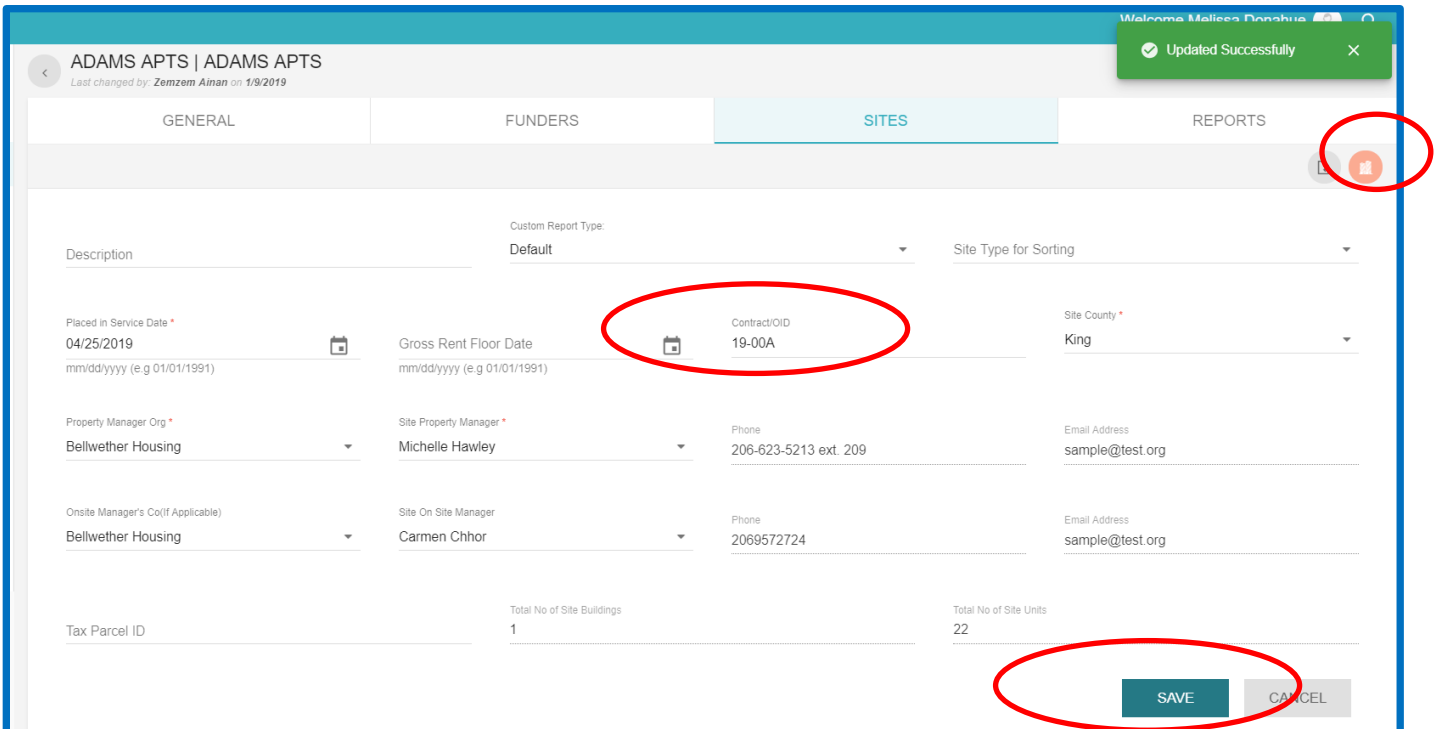 Welcome Melissa Donahue
Updated Successfully
ADAMS APTS | ADAMS APTS
Last changed by: Zemzem Ainan on 1/9/2019
GENERAL FUNDERS SITES REPORTS
Custom Report Type:
Description Default Site Type for Sorting
Placed in Service Date * Contract/OID Site County *
04/25/2019 Gross Rent Floor Date 19-00A King
mm/dd/yyyy (e.g 01/01/1991) mm/dd/yyyy (e.g 01/01/1991)
Property Manager Org * Site Property Manager * Phone Email Address
Bellwether Housing Michelle Hawley 206-623-5213 ext. 209 sample@test.org
Onsite Manager's Co(If Applicable) Site On Site Manager Phone Email Address
Bellwether Housing Carmen Chhor 2069572724 sample@test.org
Total No of Site Buildings Total No of Site Units
Tax Parcel ID 1 22
SAVE CANCEL